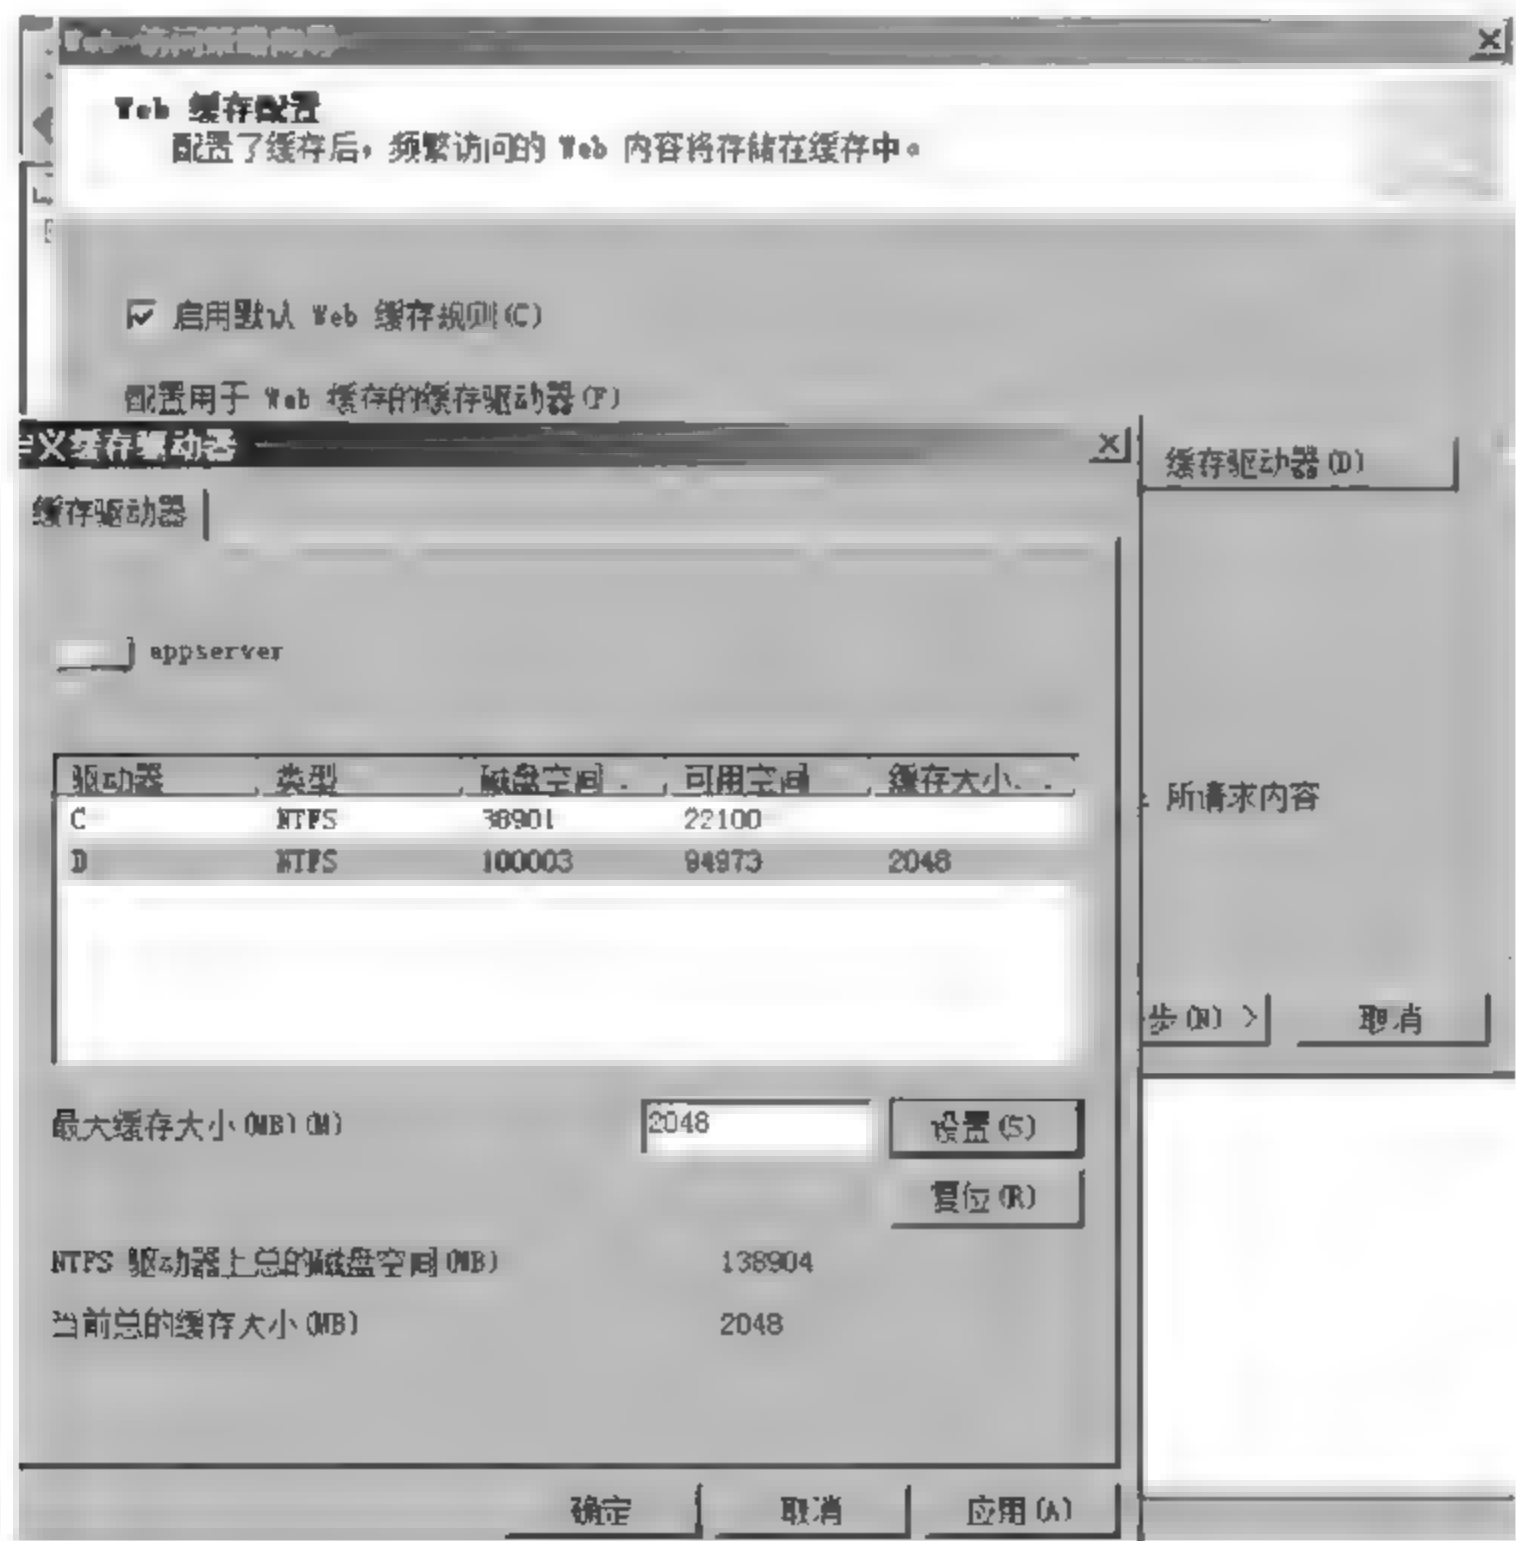 Web 访问策略向导
Web 缓存配置
配置了缓存后，频繁访问的 Web 内容将存储在缓存中。
启用默认 Web 缓存规则(C)
配置用于 Web 缓存的缓存驱动器(F)
义缓存驱动器
缓存驱动器(D)
缓存驱动器
appserver
驱动器 类型 磁盘空间 . 可用空间 缓存大小. .
所请求内容
C NTFS 38901 22100
D NTFS 100003 94973 2048
步(N) > 取消
最大缓存大小(MB)(M) 2048 设置(S)
复位(R)
NTFS 驱动器上总的磁盘空间(MB) 138904
当前总的缓存大小(MB) 2048
确定 取消 应用(A)